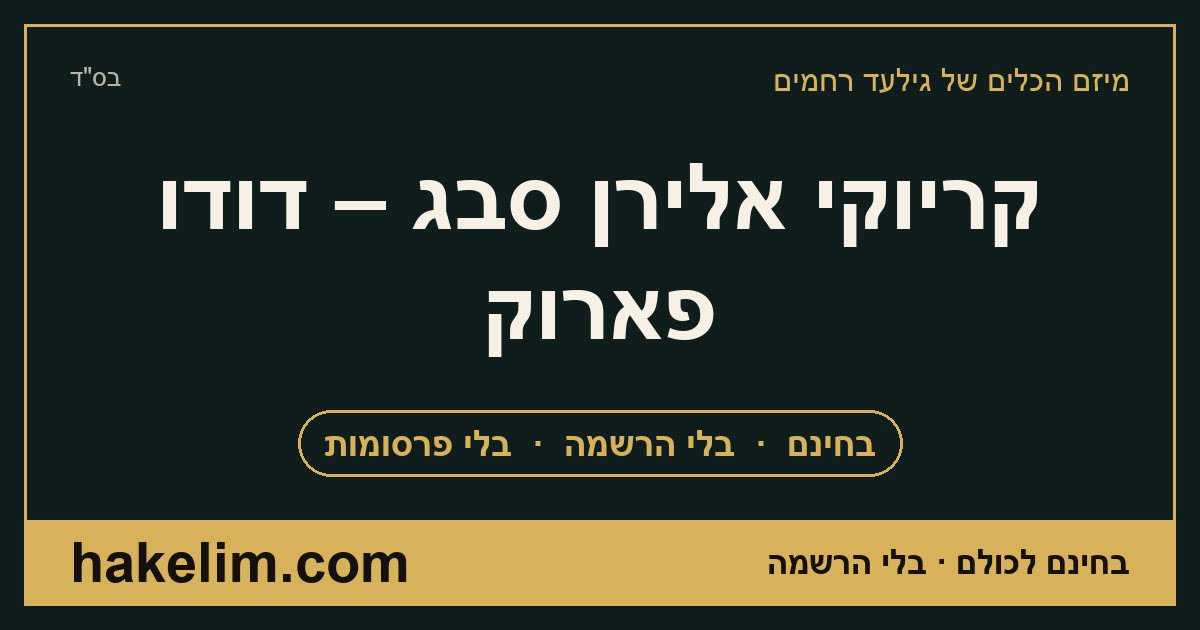 מיזם הכלים של גילעד רחמים
בס"ד
קריוקי אלירן סבג – דודו
פארוק
בחינם · בלי הרשמה · בלי פרסומות
בחינם לכולם · בלי הרשמה
hakelim.com